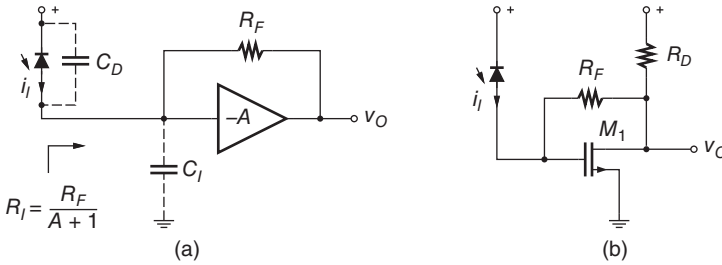 +
C_D
i_I
R_F
–A
v_O
C_I
R_I = R_F / A + 1
(a)
+
R_D
R_F
i_I
M_1
v_O
(b)